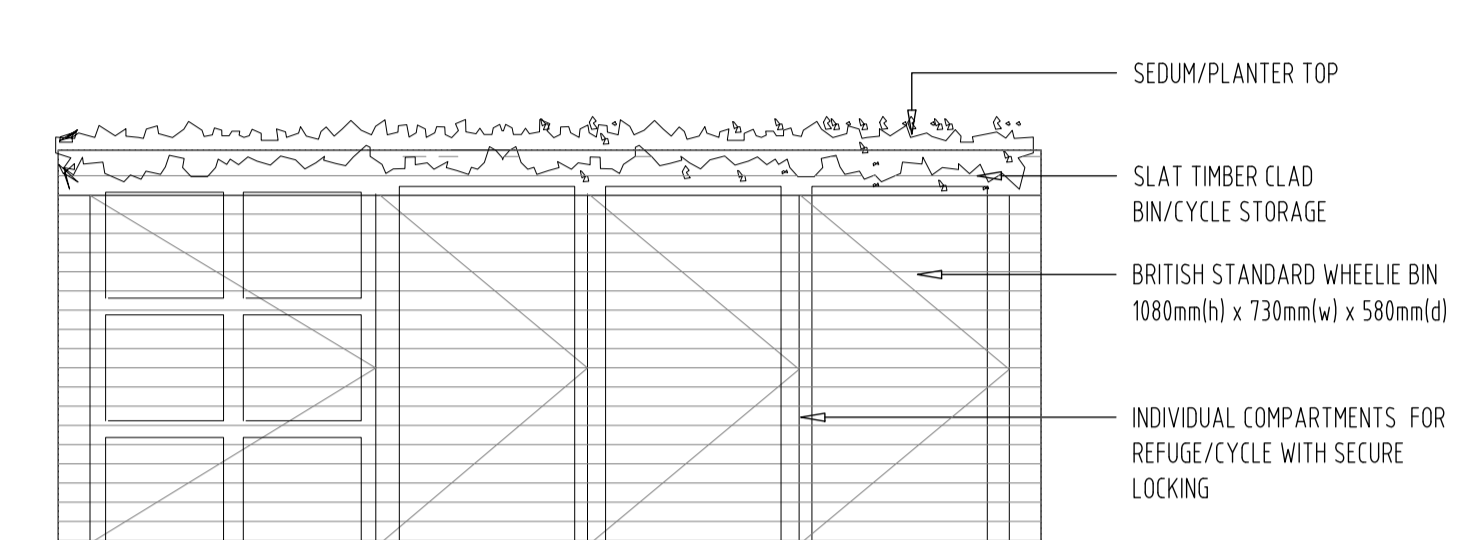 SEDUM/PLANTER TOP
SLAT TIMBER CLAD
BIN/CYCLE STORAGE
BRITISH STANDARD WHEELIE BIN
1080mm(h) x 730mm(w) x 580mm(d)
INDIVIDUAL COMPARTMENTS FOR
REFUGE/CYCLE WITH SECURE
LOCKING